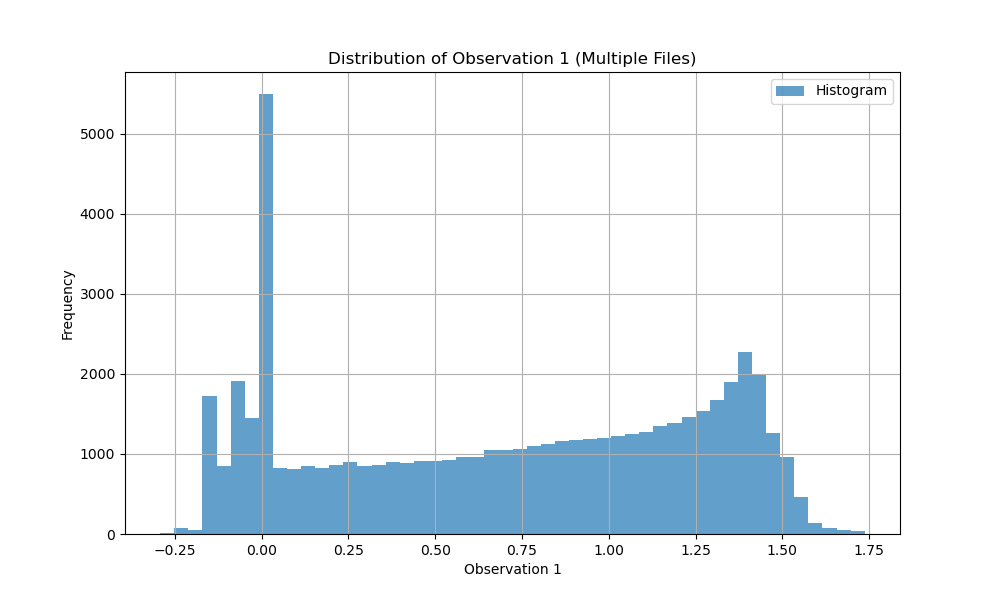 Distribution of Observation 1 (Multiple Files)
Histogram
Frequency
5000
4000
3000
2000
1000
0
−0.25 0.00 0.25 0.50 0.75 1.00 1.25 1.50 1.75
Observation 1